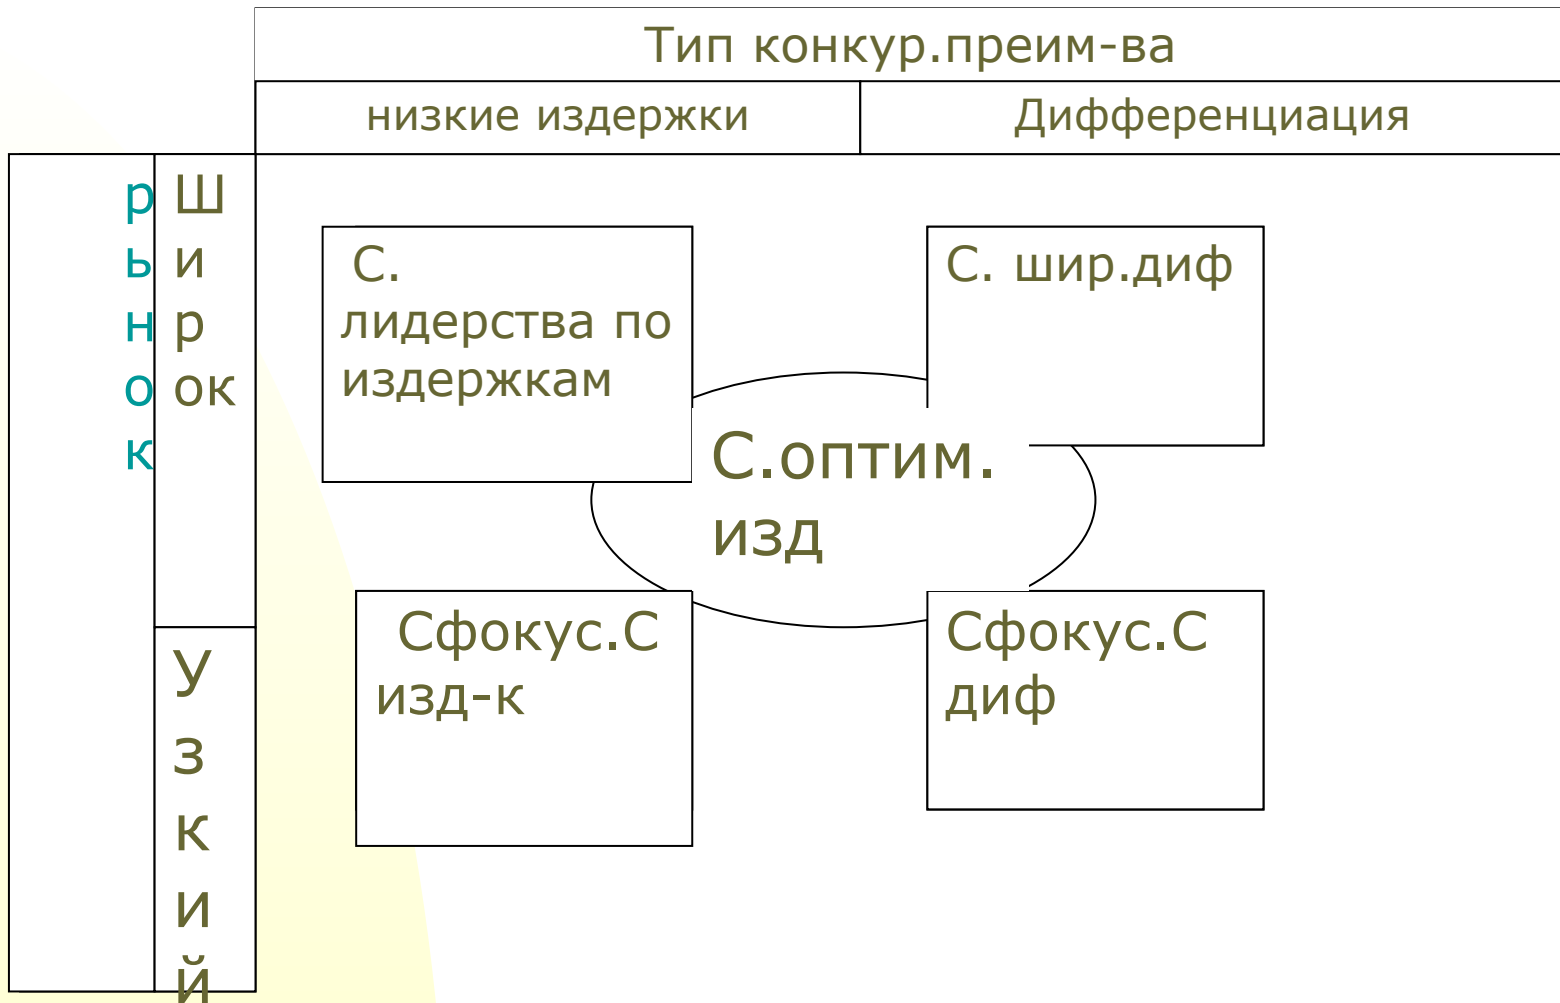 Тип конкур.преим-ва
низкие издержки
Дифференциация
рьнок
Широк
Узкий
С.
лидерства по
издержкам
С. шир.диф
С.оптим.
изд
Сфокус.С
изд-к
Сфокус.С
диф